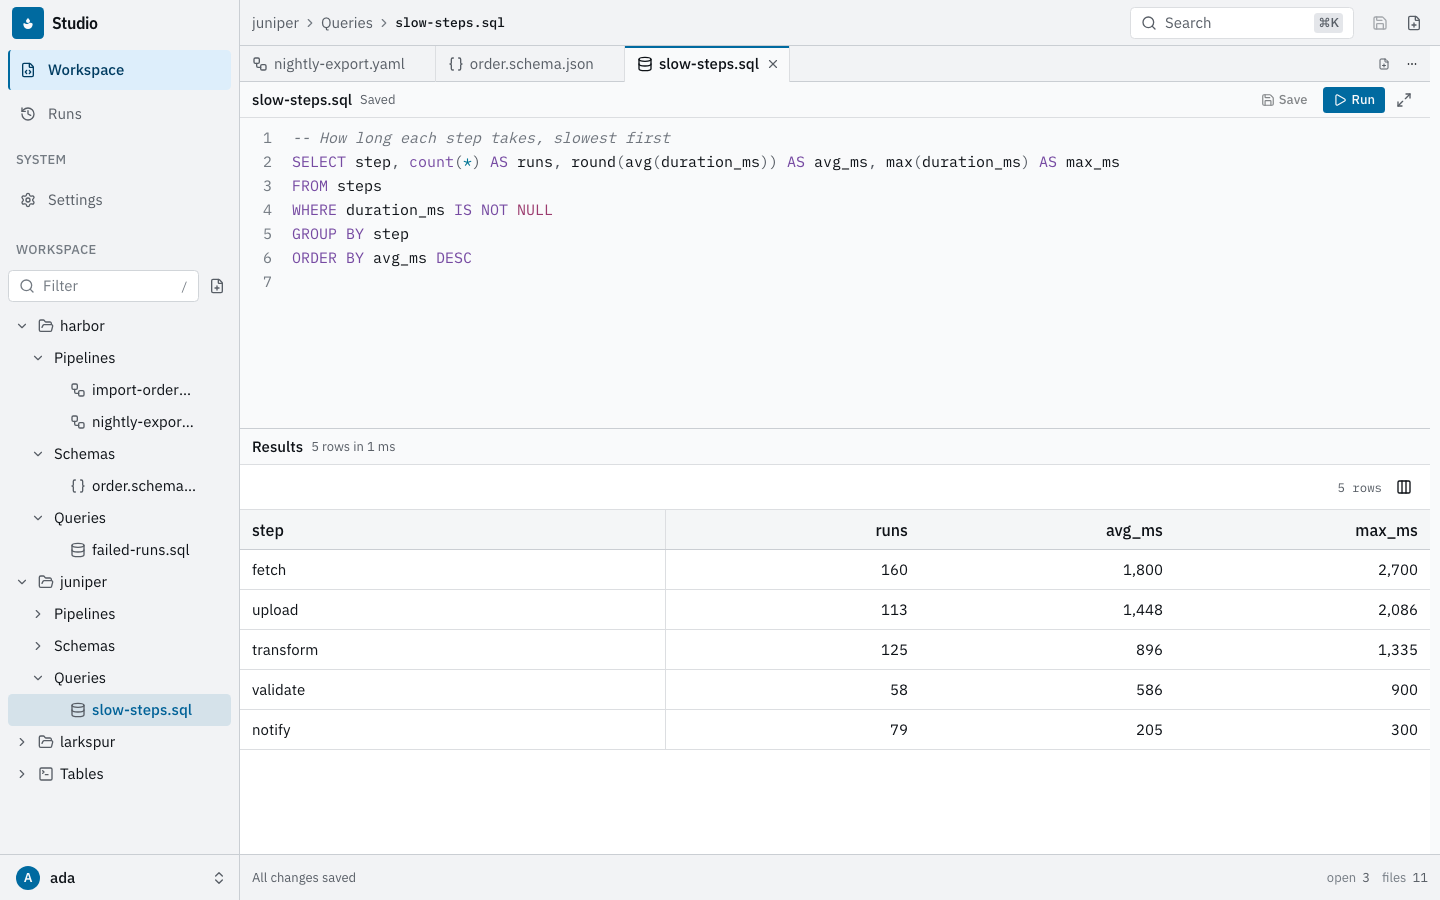 Studio
Workspace
Runs
SYSTEM
Settings
WORKSPACE
Filter /
harbor
Pipelines
import-order...
nightly-expor...
Schemas
order.schema...
Queries
failed-runs.sql
juniper
Pipelines
Schemas
Queries
slow-steps.sql
larkspur
Tables
A ada
juniper > Queries > slow-steps.sql
Search ⌘K
nightly-export.yaml
order.schema.json
slow-steps.sql
slow-steps.sql Saved
Save
Run
1 -- How long each step takes, slowest first
2 SELECT step, count(*) AS runs, round(avg(duration_ms)) AS avg_ms, max(duration_ms) AS max_ms
3 FROM steps
4 WHERE duration_ms IS NOT NULL
5 GROUP BY step
6 ORDER BY avg_ms DESC
7
Results 5 rows in 1 ms
5 rows
step runs avg_ms max_ms
fetch 160 1,800 2,700
upload 113 1,448 2,086
transform 125 896 1,335
validate 58 586 900
notify 79 205 300
All changes saved
open 3 files 11